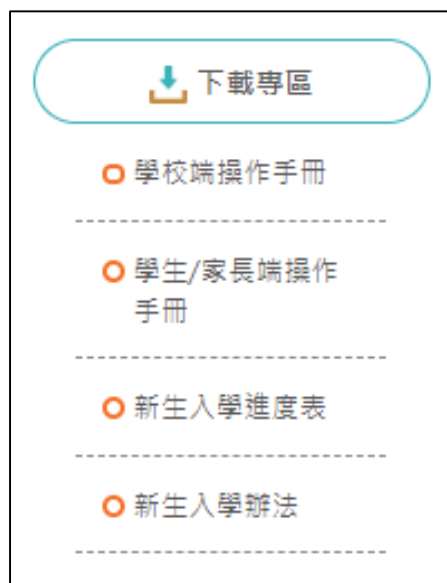 下載專區
學校端操作手冊
學生/家長端操作
手冊
新生入學進度表
新生入學辦法